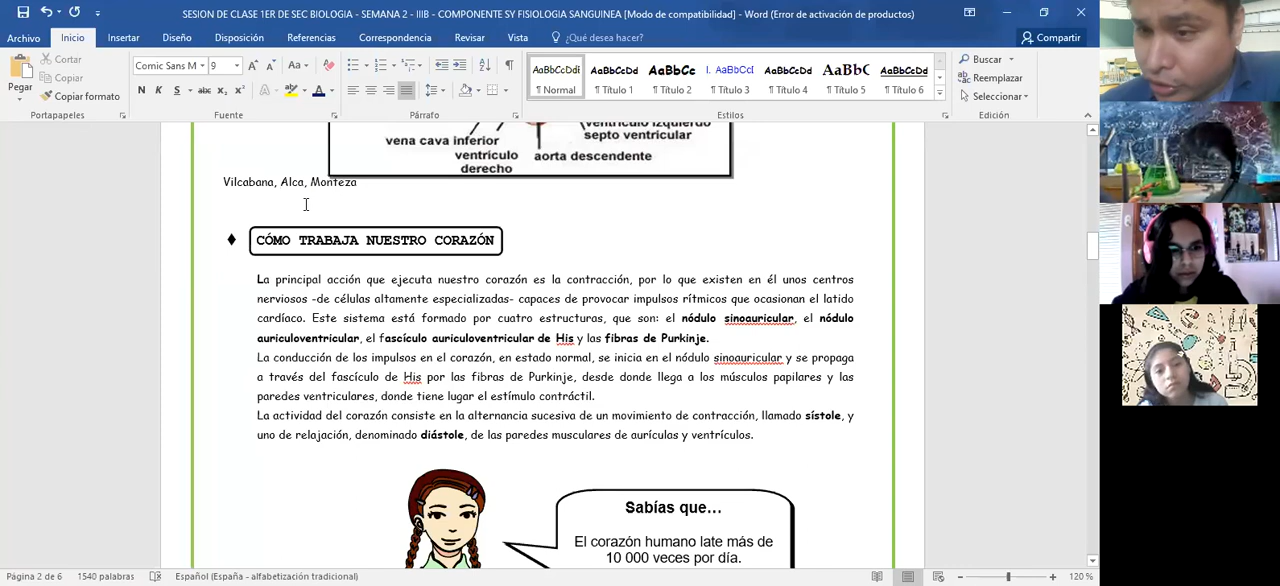 SESION DE CLASE 1ER DE SEC BIOLOGIA - SEMANA 2 - IIIB - COMPONENTE SY FISIOLOGIA SANGUINEA [Modo de compatibilidad] - Word (Error de activación de productos)
Archivo Inicio Insertar Diseño Disposición Referencias Correspondencia Revisar Vista ¿Qué desea hacer? Compartir
Pegar
Cortar
Copiar
Copiar formato
Portapapeles
Comic Sans M 9
N K S abc x₂ x²
Fuente
Párrafo
AaBbCcDdE AaBbCcDd AaBbCc I. AaBbCcI AaBbCcDd AaBbC AaBbCcDd
¶ Normal ¶ Título 1 ¶ Título 2 ¶ Título 3 ¶ Título 4 ¶ Título 5 ¶ Título 6
Estilos
Buscar
Reemplazar
Seleccionar
Edición
ventrículo izquierdo
septo ventricular
vena cava inferior
ventrículo
derecho
aorta descendente
Vilcabana, Alca, Monteza
CÓMO TRABAJA NUESTRO CORAZÓN
La principal acción que ejecuta nuestro corazón es la contracción, por lo que existen en él unos centros
nerviosos -de células altamente especializadas- capaces de provocar impulsos rítmicos que ocasionan el latido
cardíaco. Este sistema está formado por cuatro estructuras, que son: el nódulo sinoauricular, el nódulo
auriculoventricular, el fascículo auriculoventricular de His y las fibras de Purkinje.
La conducción de los impulsos en el corazón, en estado normal, se inicia en el nódulo sinoauricular y se propaga
a través del fascículo de His por las fibras de Purkinje, desde donde llega a los músculos papilares y las
paredes ventriculares, donde tiene lugar el estímulo contráctil.
La actividad del corazón consiste en la alternancia sucesiva de un movimiento de contracción, llamado sístole, y
uno de relajación, denominado diástole, de las paredes musculares de aurículas y ventrículos.
Sabías que...
El corazón humano late más de
10 000 veces por día.
Página 2 de 6 1540 palabras Español (España - alfabetización tradicional) 120 %